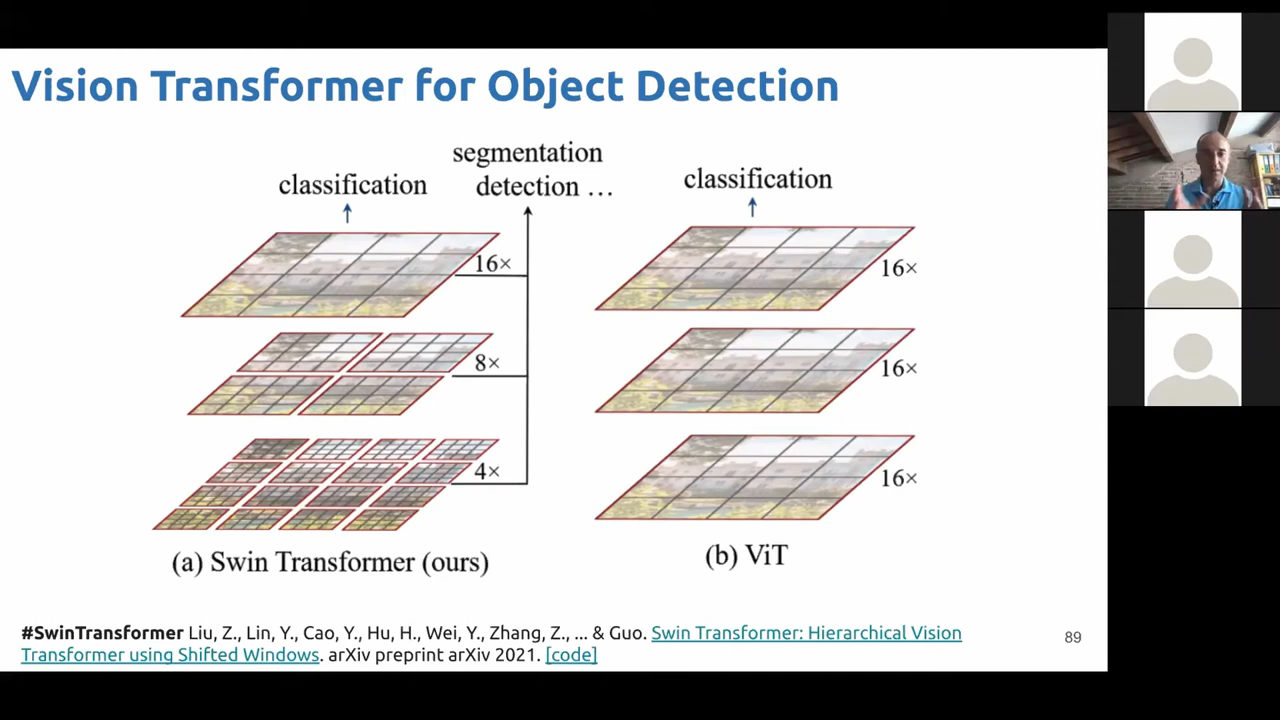 Vision Transformer for Object Detection
segmentation
detection ...
classification
classification
16×
8×
4×
16×
16×
16×
(a) Swin Transformer (ours)
(b) ViT
#SwinTransformer Liu, Z., Lin, Y., Cao, Y., Hu, H., Wei, Y., Zhang, Z., ... & Guo. Swin Transformer: Hierarchical Vision
Transformer using Shifted Windows. arXiv preprint arXiv 2021. [code]
89